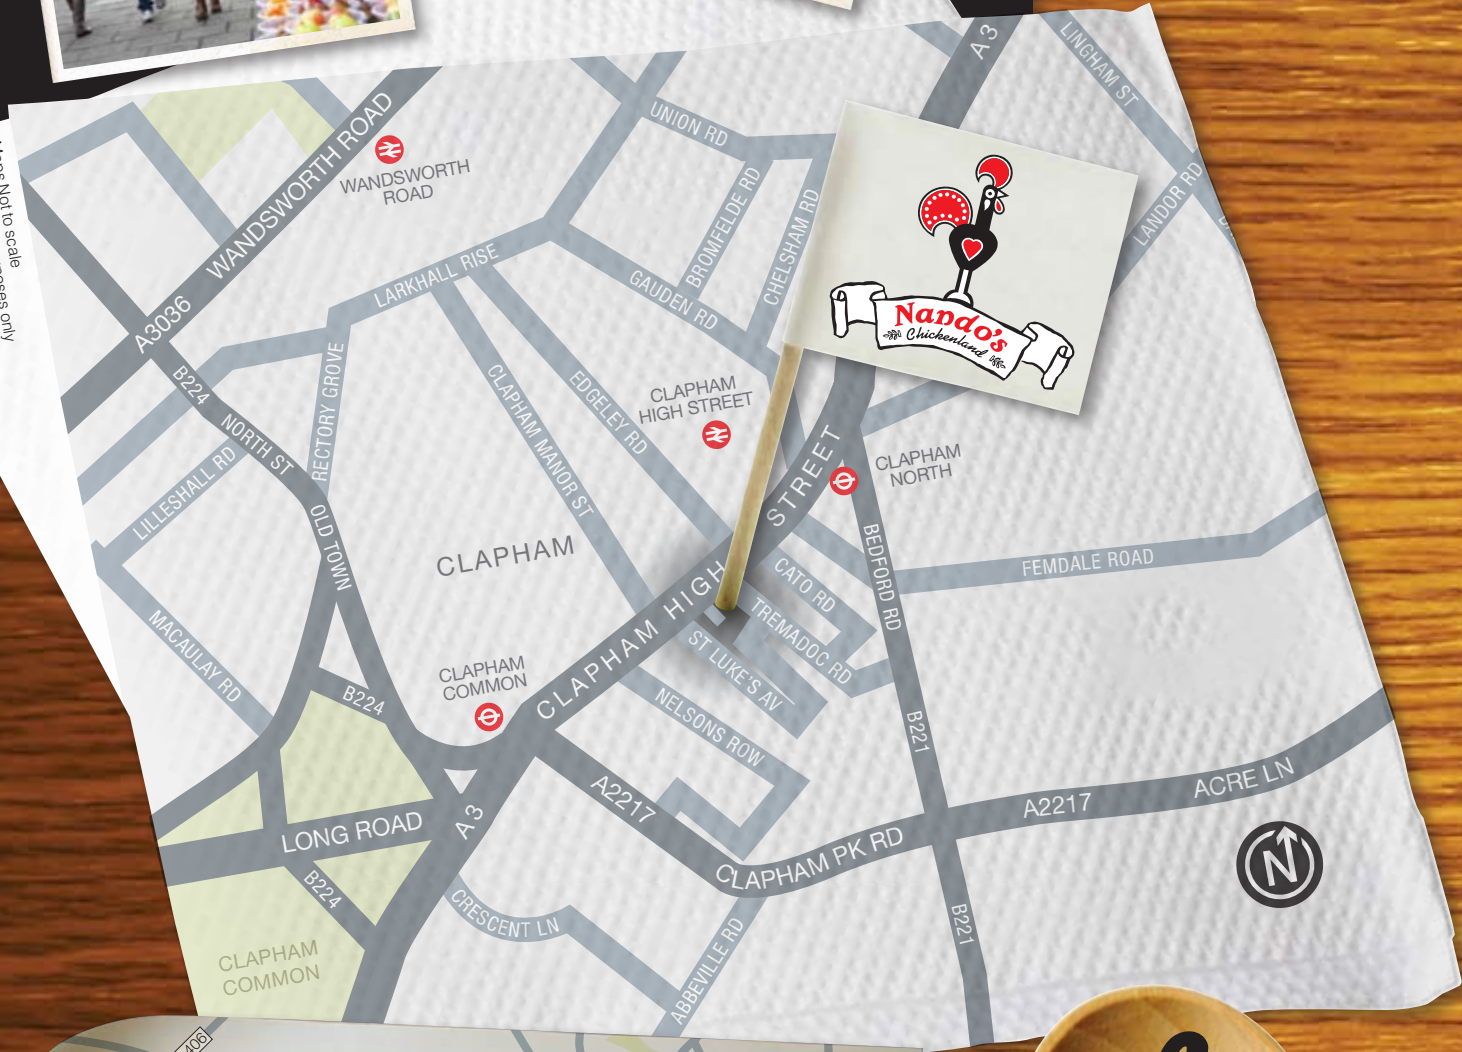 A3
LINGHAM ST
UNION RD
WANDSWORTH ROAD
WANDSWORTH
ROAD
LANDOR RD
BROMFELDE RD
CHELSHAM RD
Nando's
Chickenland
LARKHALL RISE
GAUDEN RD
A3036
Maps Not to scale
oses only
B224
NORTH ST
RECTORY GROVE
CLAPHAM MANOR ST
EDGELEY RD
CLAPHAM
HIGH STREET
CLAPHAM
NORTH
LILLESHALL RD
OLD TOWN
CLAPHAM
CLAPHAM HIGH STREET
BEDFORD RD
FEMDALE ROAD
CATO RD
TREMADOC RD
ST LUKE'S AV
MACAULAY RD
CLAPHAM
COMMON
B224
NELSONS ROW
B221
A2217
A2217
ACRE LN
LONG ROAD
A3
CLAPHAM PK RD
B224
CRESCENT LN
B221
N
CLAPHAM
COMMON
ABBEVILLE RD
406